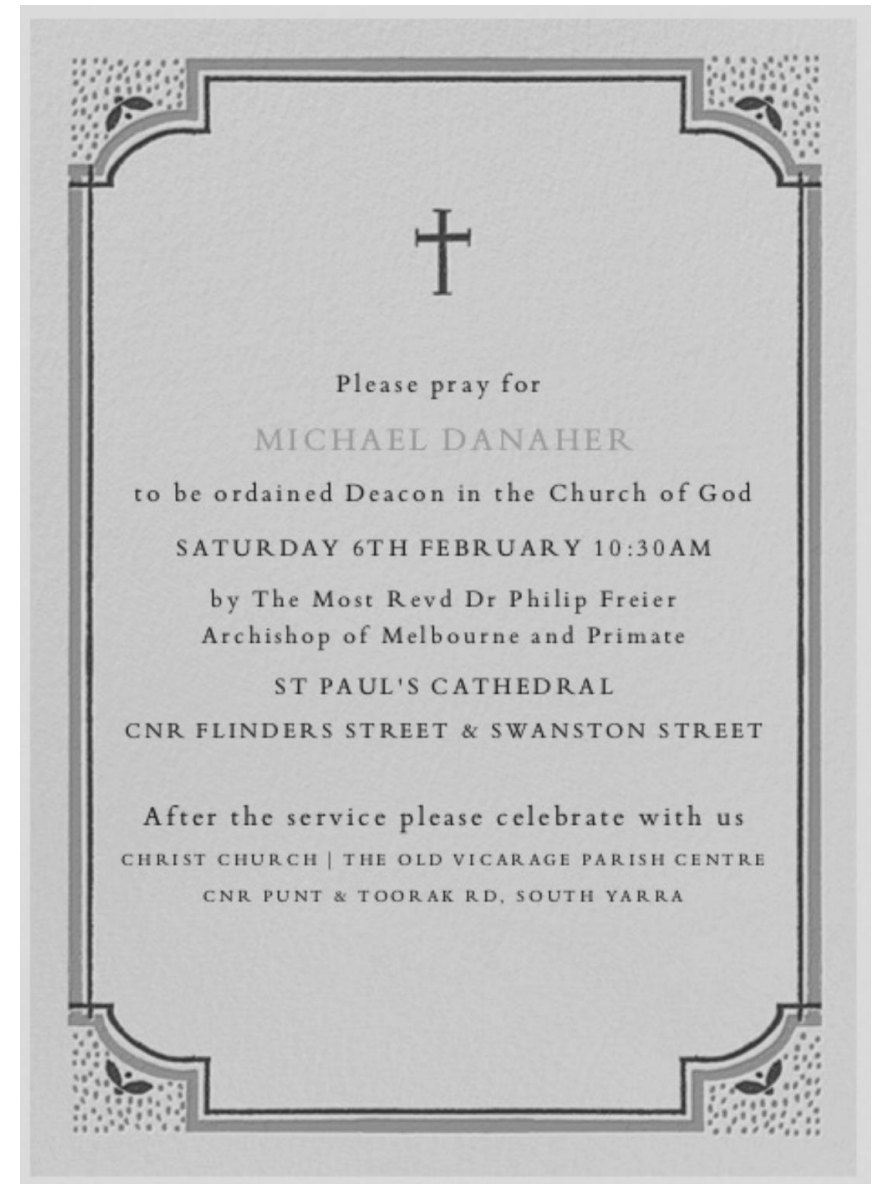 Please pray for
MICHAEL DANAHER
to be ordained Deacon in the Church of God
SATURDAY 6TH FEBRUARY 10:30AM
by The Most Revd Dr Philip Freier
Archishop of Melbourne and Primate
ST PAUL'S CATHEDRAL
CNR FLINDERS STREET & SWANSTON STREET
After the service please celebrate with us
CHRIST CHURCH | THE OLD VICARAGE PARISH CENTRE
CNR PUNT & TOORAK RD, SOUTH YARRA